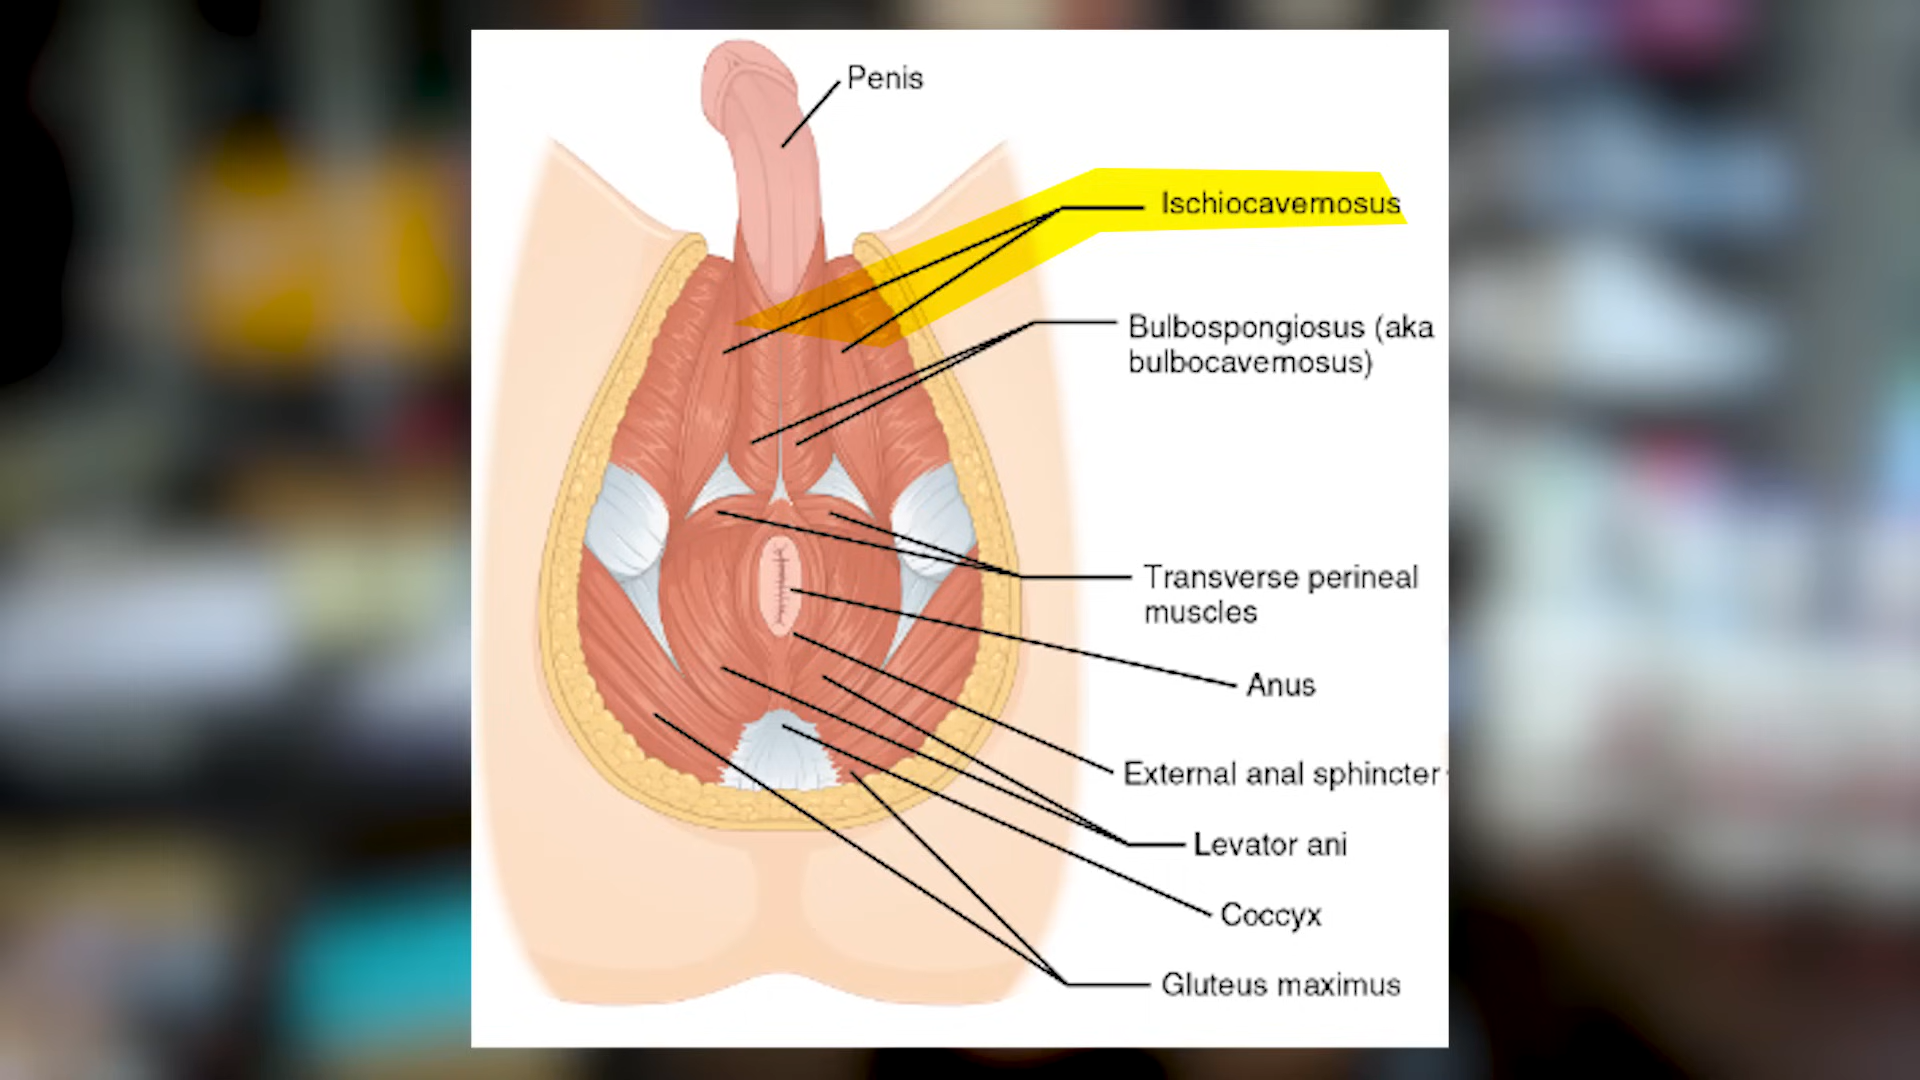 Penis
Ischiocavernosus
Bulbospongiosus (aka
bulbocavernosus)
Transverse perineal
muscles
Anus
External anal sphincter
Levator ani
Coccyx
Gluteus maximus